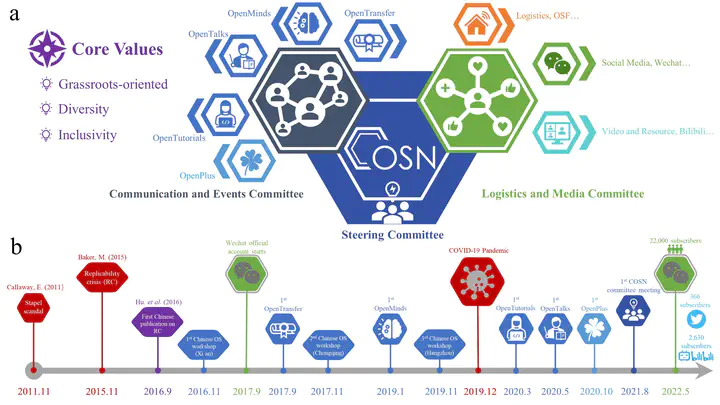 a
Core Values
Grassroots-oriented
Diversity
Inclusivity
OpenMinds
OpenTransfer
OpenTalks
OpenTutorials
OpenPlus
COSN
Logistics, OSF...
Social Media, Wechat...
Video and Resource, Bilibili...
Communication and Events Committee
Logistics and Media Committee
Steering Committee
b
Callaway, E. (2011)
Stapel
scandal
Baker, M. (2015)
Replicability
crisis (RC)
Hu. et al. (2016)
First Chinese
publication on
RC
1st Chinese OS
workshop
(Xi'an)
Wechat official
account starts
1st
OpenTransfer
2nd Chinese OS
workshop
(Chongqing)
1st
OpenMinds
3rd Chinese OS
workshop
(Hangzhou)
COVID-19 Pandemic
1st
OpenTutorials
1st
OpenTalks
1st
OpenPlus
1st COSN
committee meeting
22,000 subscribers
366
subscribers
2,630
subscribers
bilibili
2011.11
2015.11
2016.9
2016.11
2017.9
2017.9
2017.11
2019.1
2019.11
2019.12
2020.3
2020.5
2020.10
2021.8
2022.5